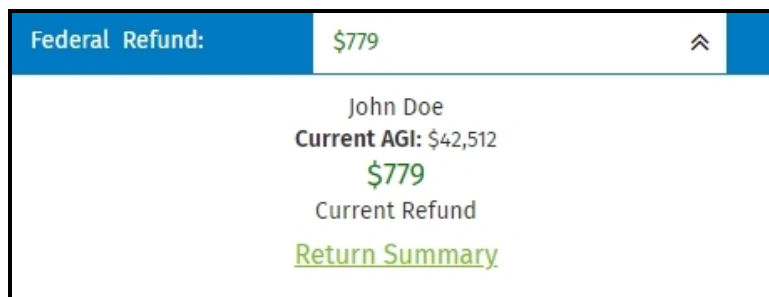 Federal Refund: $779
John Doe
Current AGI: $42,512
$779
Current Refund
Return Summary